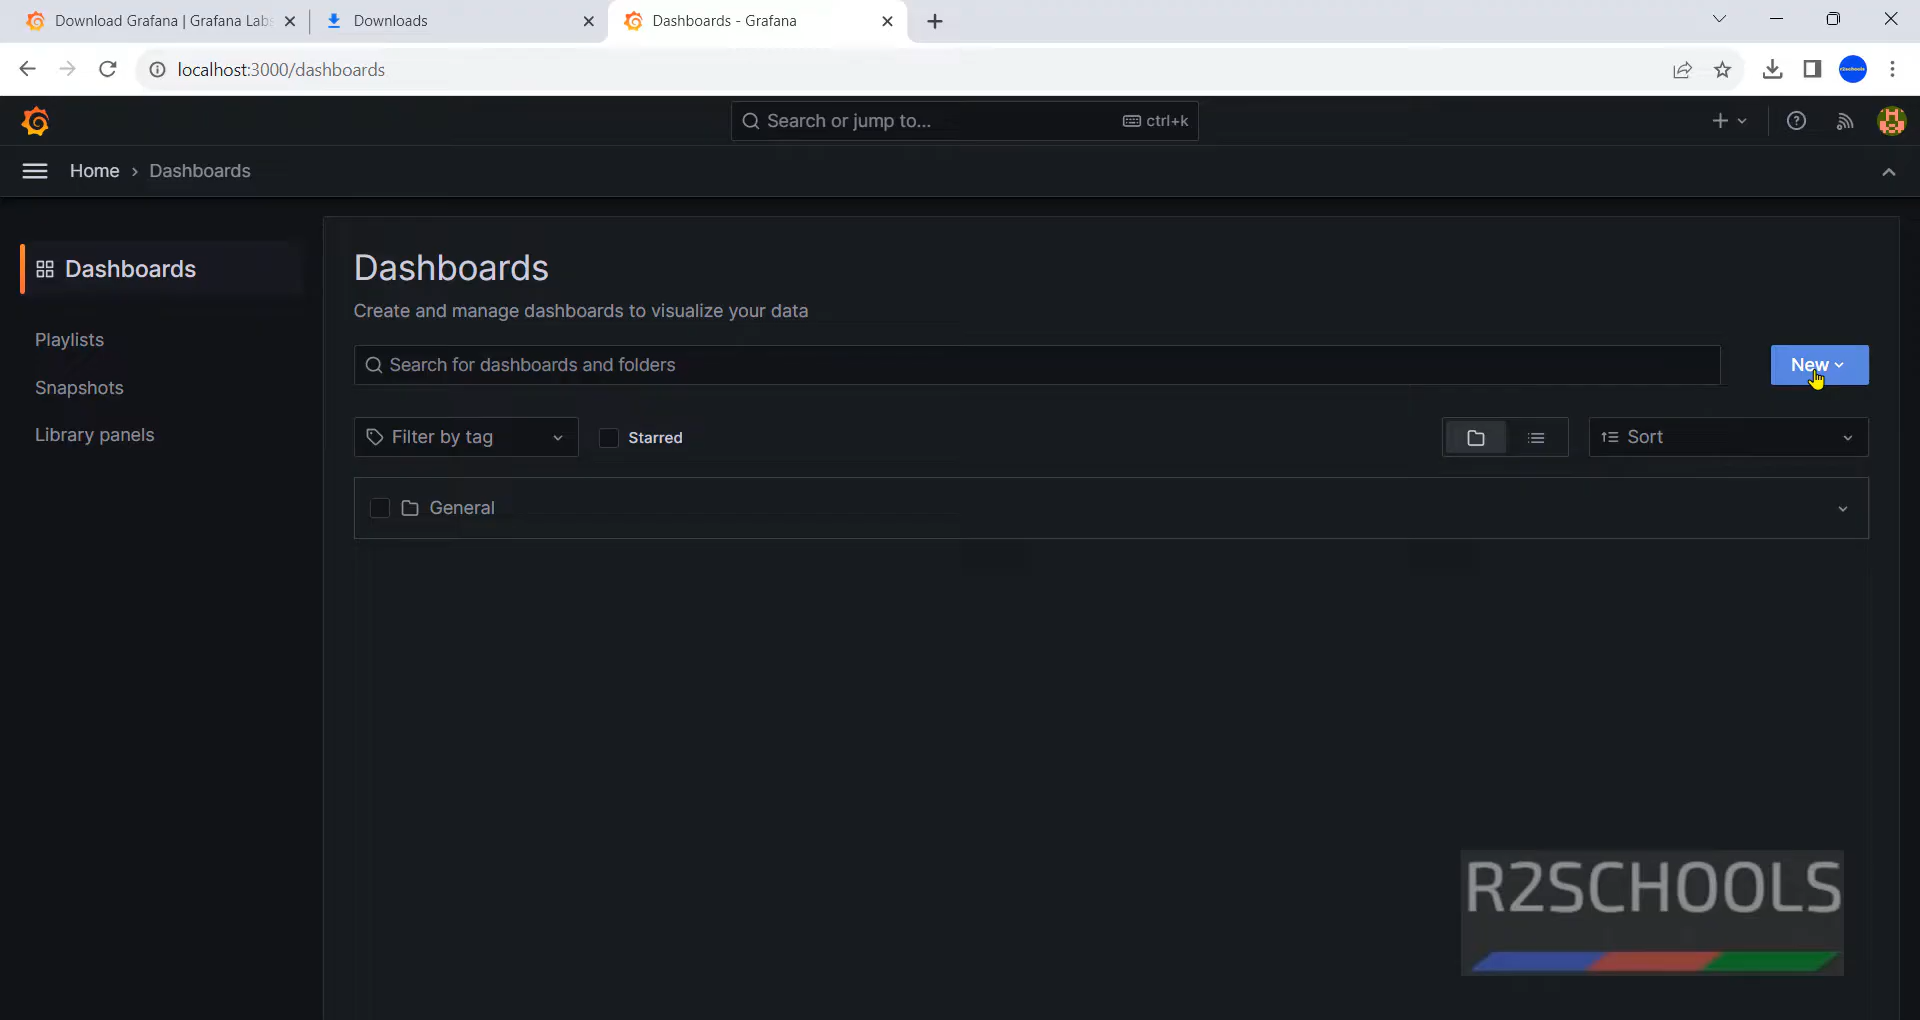 Download Grafana | Grafana Labs
Downloads
Dashboards - Grafana
localhost:3000/dashboards
Search or jump to...
ctrl+k
Home › Dashboards
Dashboards
Playlists
Snapshots
Library panels
Dashboards
Create and manage dashboards to visualize your data
Search for dashboards and folders
New
Filter by tag
Starred
Sort
General
R2SCHOOLS